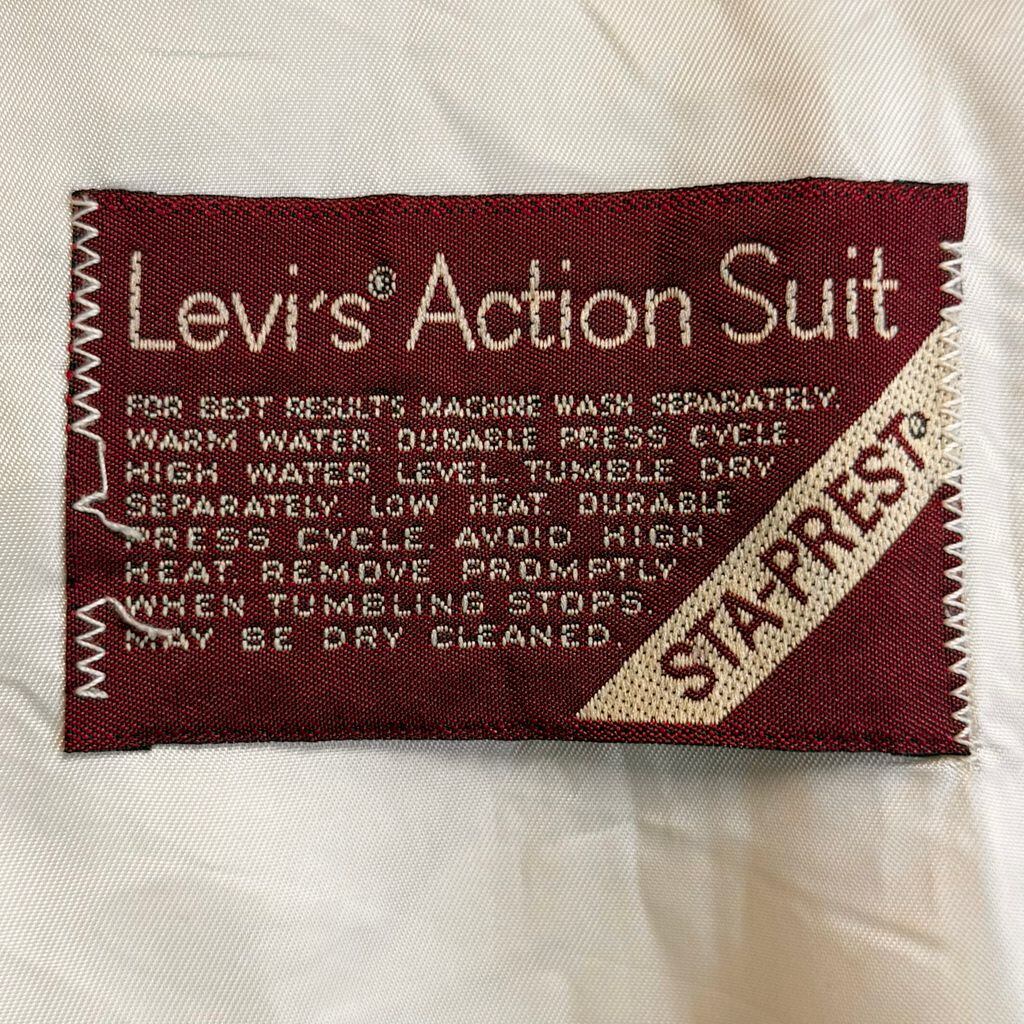 Levi's® Action Suit
FOR BEST RESULTS MACHINE WASH SEPARATELY.
WARM WATER. DURABLE PRESS CYCLE.
HIGH WATER LEVEL. TUMBLE DRY
SEPARATELY. LOW HEAT. DURABLE
PRESS CYCLE. AVOID HIGH
HEAT. REMOVE PROMPTLY
WHEN TUMBLING STOPS.
MAY BE DRY CLEANED.
STA-PREST®